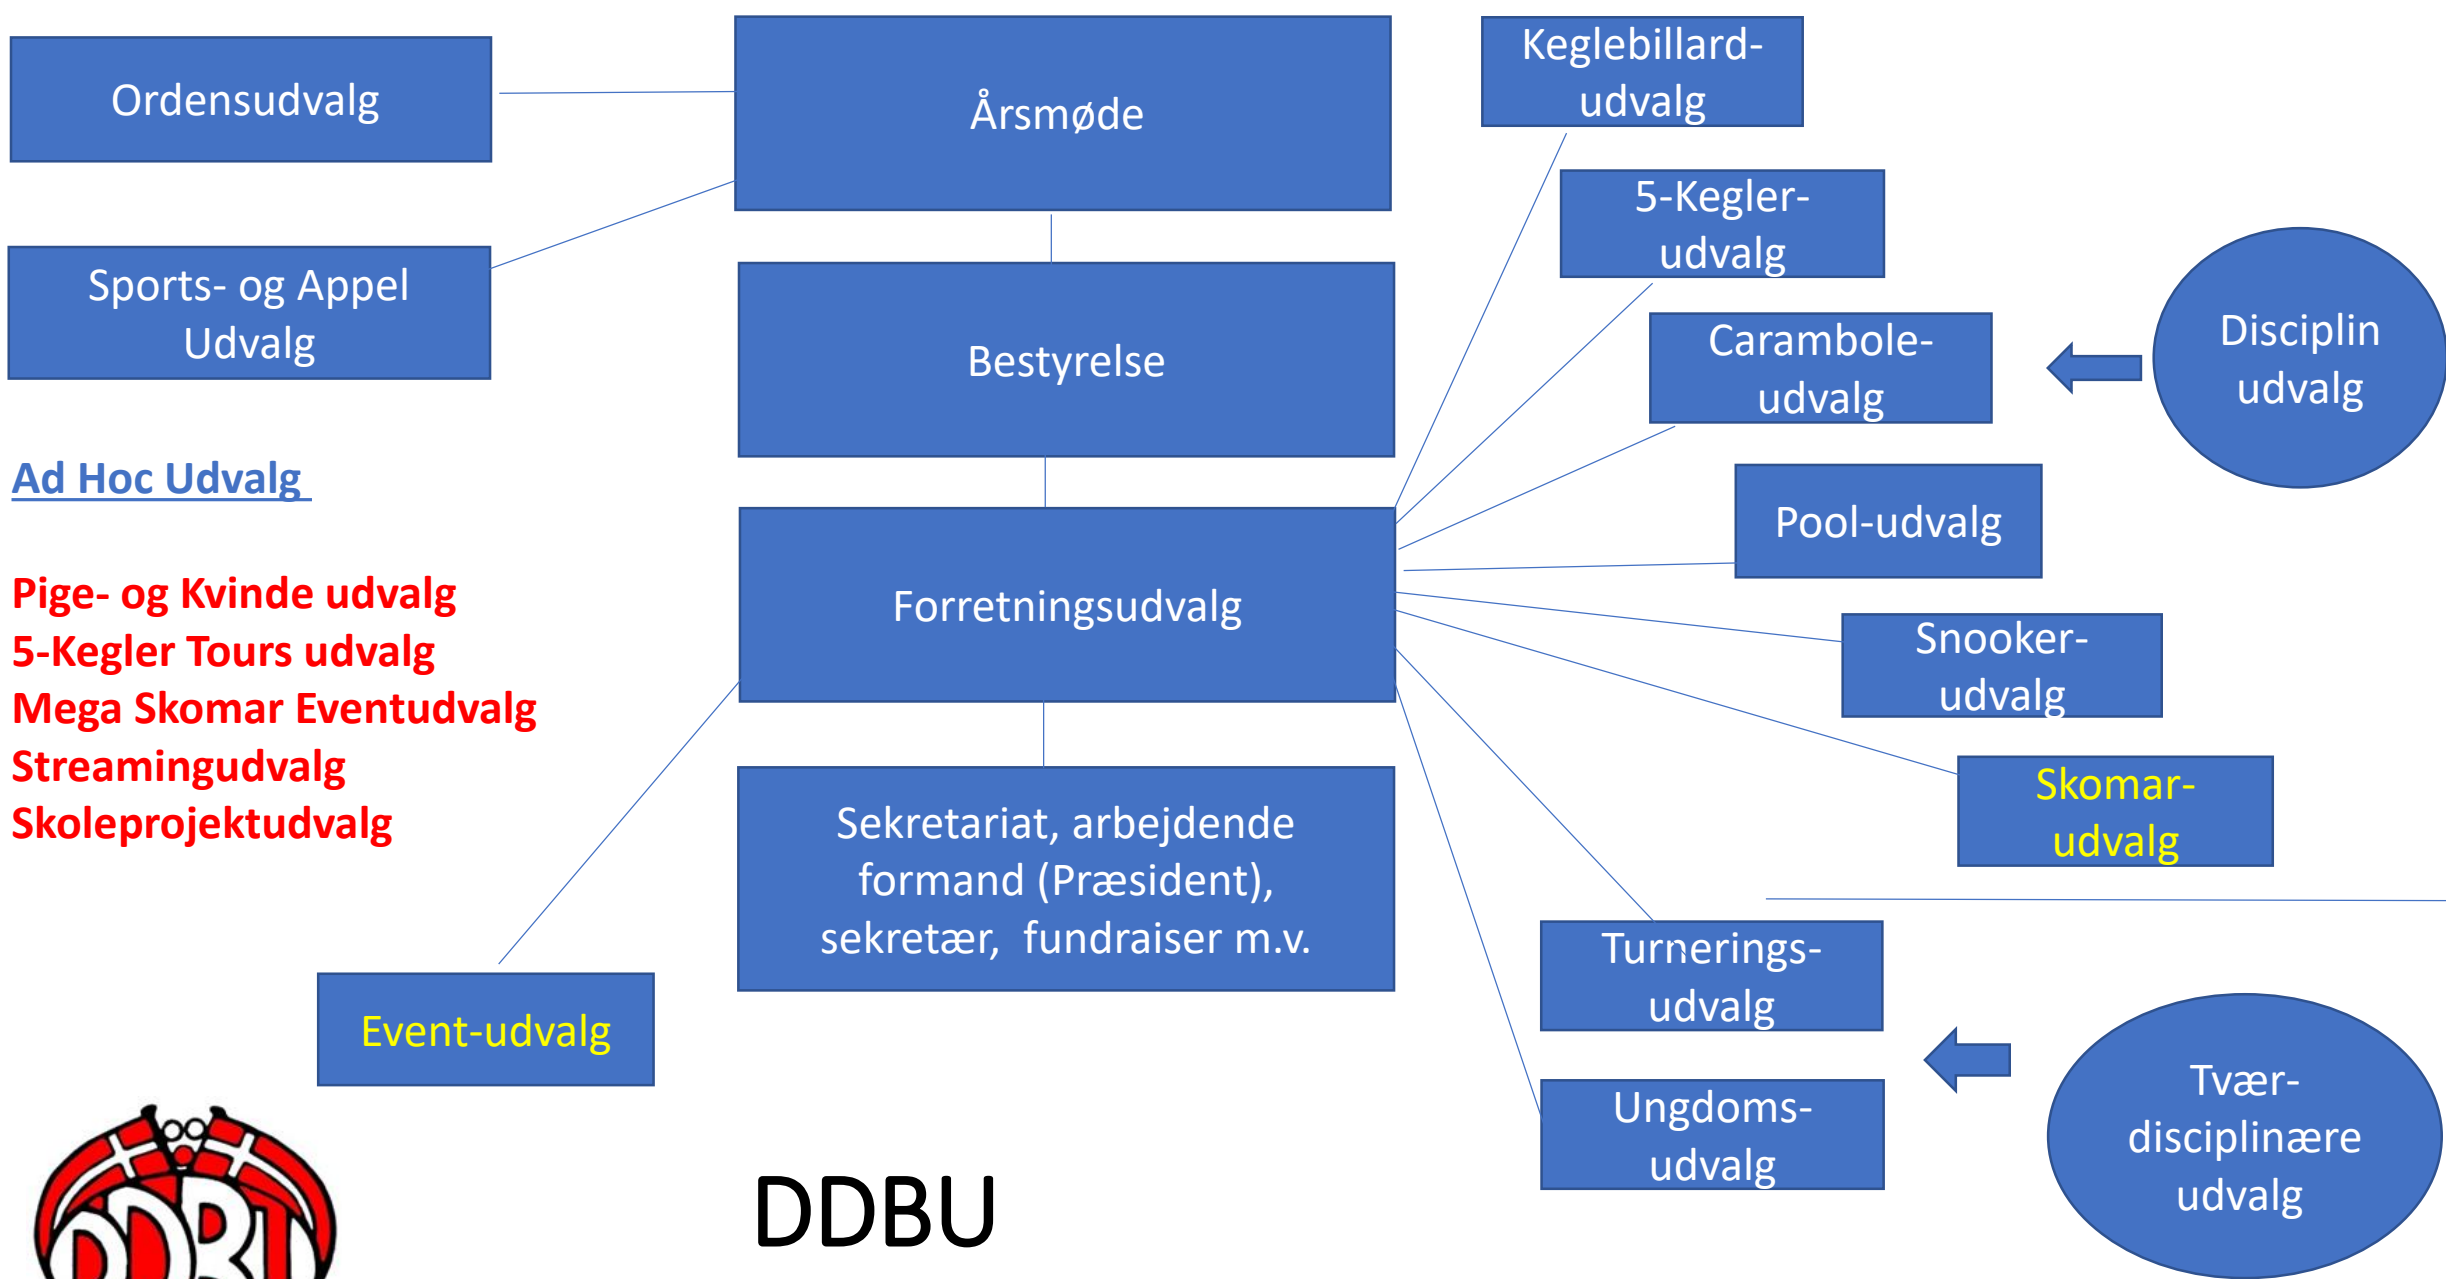 Ordensudvalg
Sports- og Appel
Udvalg
Ad Hoc Udvalg
Pige- og Kvinde udvalg
5-Kegler Tours udvalg
Mega Skomar Eventudvalg
Streamingudvalg
Skoleprojektudvalg
Event-udvalg
Årsmøde
Bestyrelse
Forretningsudvalg
Sekretariat, arbejdende
formand (Præsident),
sekretær, fundraiser m.v.
DDBU
Keglebillard-
udvalg
5-Kegler-
udvalg
Carambole-
udvalg
Pool-udvalg
Snooker-
udvalg
Skomar-
udvalg
Disciplin
udvalg
Turnerings-
udvalg
Ungdoms-
udvalg
Tvær-
disciplinære
udvalg